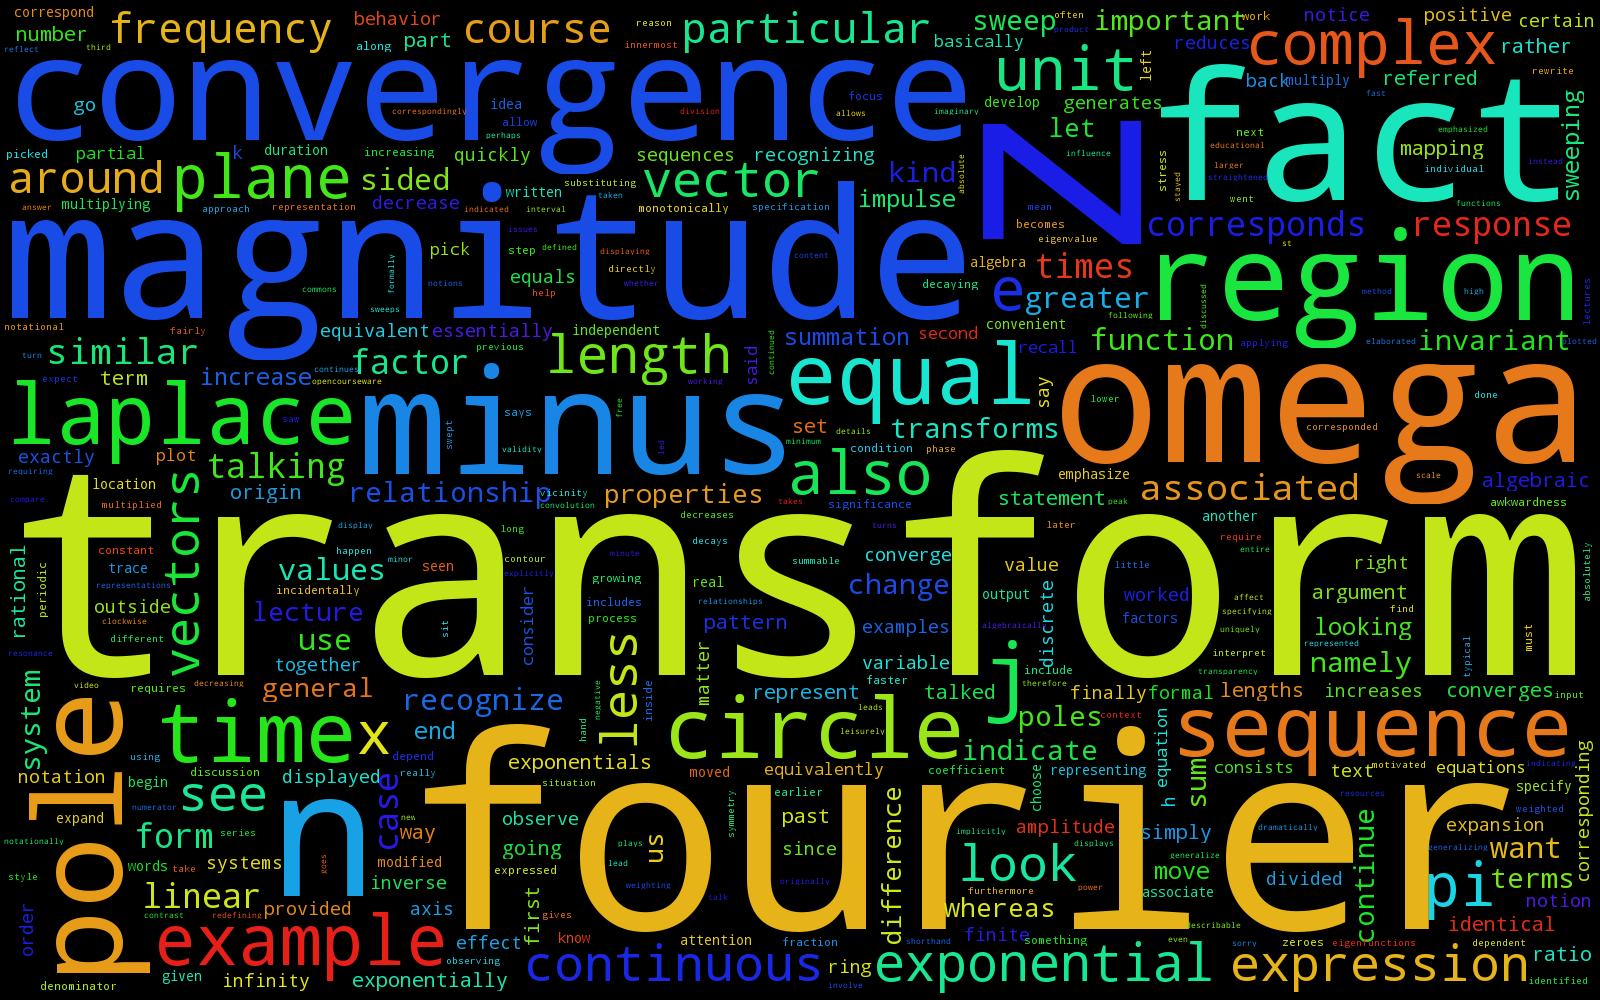 correspond
number
reflect
third
frequency
behavior
along
part
course
reason
innermost
particular
sweep
often
product
basically
important
work
notice
reduces
positive
certain
complex
rather
rewrite
convergence
go
correspondingly
idea
allow
perhaps
division
focus
allows
imaginary
unit
left
develop
generates
let
influence
back
multiply
referred
fast
fact
sweeping
next
educational
larger
straightened
emphasized
mapping
individual
instead
stress
stayed
went
functions
picked
partial
k
duration
increasing
quickly
sequences
recognizing
absolute
around
plane
sided
vector
kind
z
mean
becomes
eigenvalue
multiplying
answer
approach
representation
decrease
written
substituting
taken
indicated
interval
monotonically
specification
impulse
corresponds
st
response
magnitude
formally
pick
notions
commons
sweeps
issues
step
defined
equals
help
displaying
directly
whether
content
decaying
algebra
times
e
greater
following
discussed
region
method
high
lectures
notational
fairly
equivalent
essentially
independent
continued
summation
second
convenient
recall
function
applying
elaborated
invariant
plotted
similar
turn
factor
previous
length
said
term
expect
increase
continues
opencourseware
working
equal
say
omega
lower
done
corresponded
scale
laplace
saw
minus
says
swept
validity
free
led
set
details
minimum
condition
phase
transforms
exactly
plot
talking
requiring
location
compare
multiplied
origin
relationship
vicinity
convolution
properties
takes
also
significance
emphasize
statement
peak
associated
algebraic
awkwardness
transform
vectors
rational
periodic
constant
trace
representations
outside
clockwise
different
resonance
display
happen
values
incidentally
minor
seen
long
contour
explicitly
decreases
decays
growing
minute
real
includes
relationships
process
summable
turns
converge
change
later
value
another
require
entire
right
absolutely
lecture
use
together
sit
consider
pattern
less
matter
examples
variable
faster
output
discrete
little
worked
factors
algebraically
affect
specifying
uniquely
interpret
transparency
argument
find
looking
represented
namely
typical
must
system
video
requires
decreasing
general
recognize
negative
inside
hand
represent
leads
leisurely
talked
j
include
therefore
finally
formal
lengths
increases
converges
input
pole
time
x
end
circle
poles
context
indicate
sequence
notation
using
begin
discussion
displayed
depend
really
exponentials
situation
moved
equivalently
coefficient
representing
equation
h
sum
consists
text
motivated
equations
indicating
see
numerator
n
case
new
fourier
expand
notationally
form
series
way
observe
going
plays
us
symmetry
earlier
past
since
implicitly
choose
amplitude
displays
simply
dramatically
resources
specify
weighted
expansion
generalizing
want
corresponding
style
words
take
systems
goes
modified
expressed
lead
weighting
originally
talk
difference
look
generalize
power
move
associate
divided
continue
pi
terms
notion
order
linear
contrast
redefining
provided
inverse
axis
first
gives
furthermore
whereas
describable
identical
example
effect
observing
know
attention
fraction
shorthand
finite
something
even
sorry
zeroes
eigenfunctions
dependent
ratio
given
denominator
infinity
exponentially
continuous
ring
involve
exponential
expression
identified